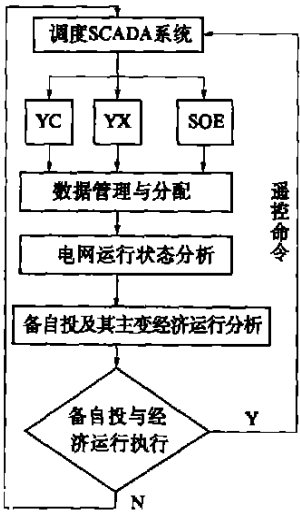 调度SCADA系统
YC
YX
SOE
数据管理与分配
遥控命令
电网运行状态分析
备自投及其主变经济运行分析
备自投与经
济运行执行
Y
N